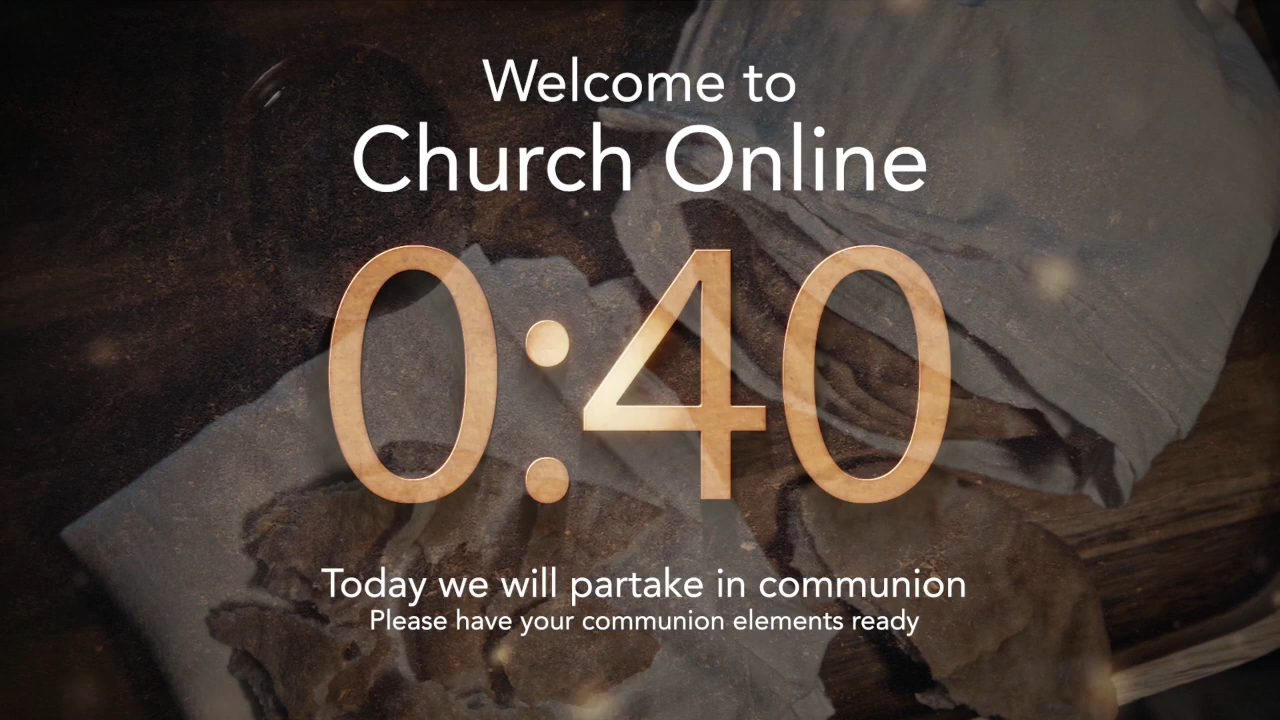 Welcome to
Church Online
0:40
Today we will partake in communion
Please have your communion elements ready